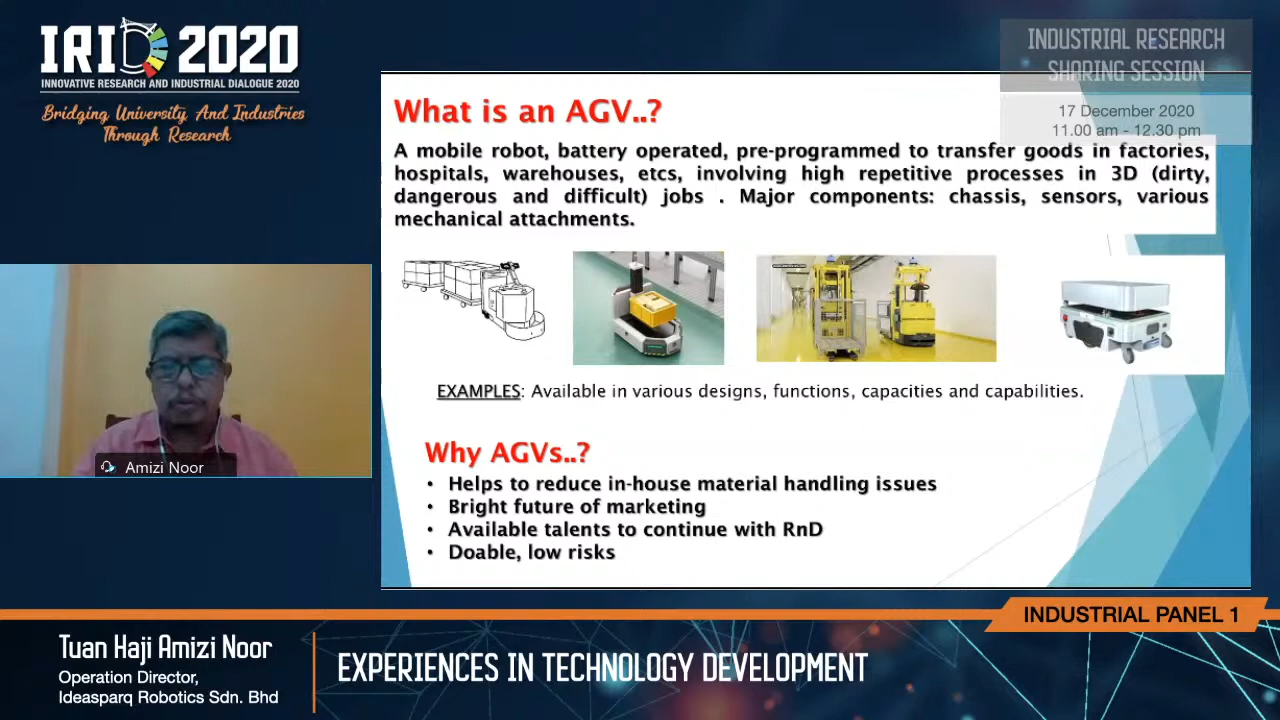 IRID 2020
INNOVATIVE RESEARCH AND INDUSTRIAL DIALOGUE 2020
Bridging University And Industries
Through Research
INDUSTRIAL RESEARCH
SHARING SESSION
17 December 2020
11.00 am - 12.30 pm
What is an AGV..?
A mobile robot, battery operated, pre-programmed to transfer goods in factories,
hospitals, warehouses, etcs, involving high repetitive processes in 3D (dirty,
dangerous and difficult) jobs . Major components: chassis, sensors, various
mechanical attachments.
EXAMPLES: Available in various designs, functions, capacities and capabilities.
Why AGVs..?
• Helps to reduce in-house material handling issues
• Bright future of marketing
• Available talents to continue with RnD
• Doable, low risks
Amizi Noor
INDUSTRIAL PANEL 1
Tuan Haji Amizi Noor
Operation Director,
Ideasparq Robotics Sdn. Bhd
EXPERIENCES IN TECHNOLOGY DEVELOPMENT